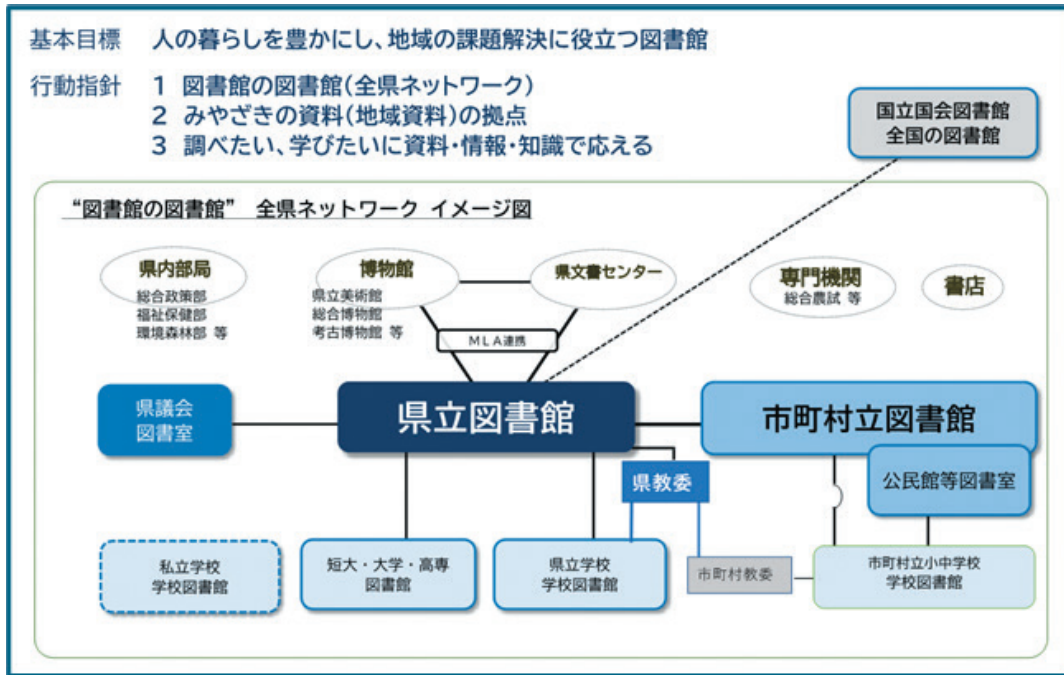 基本目標 人の暮らしを豊かにし、地域の課題解決に役立つ図書館
行動指針 1 図書館の図書館(全県ネットワーク)
2 みやざきの資料(地域資料)の拠点
3 調べたい、学びたいに資料・情報・知識で応える
国立国会図書館
全国の図書館
“図書館の図書館” 全県ネットワーク イメージ図
県内部局
総合政策部
福祉保健部
環境森林部 等
博物館
県立美術館
総合博物館
考古博物館 等
県文書センター
専門機関
総合農試 等
書店
MLA連携
県議会
図書室
県立図書館
市町村立図書館
公民館等図書室
県教委
私立学校
学校図書館
短大・大学・高専
図書館
県立学校
学校図書館
市町村教委
市町村立小中学校
学校図書館